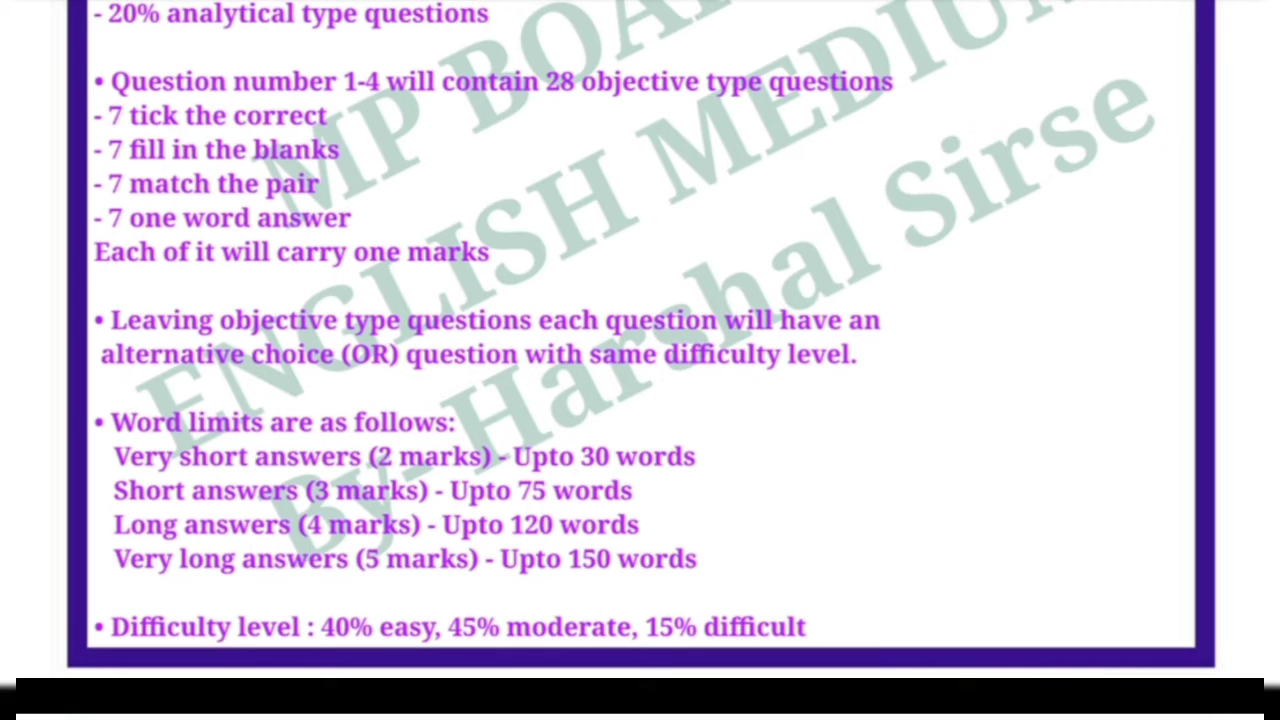 - 20% analytical type questions
• Question number 1-4 will contain 28 objective type questions
- 7 tick the correct
- 7 fill in the blanks
- 7 match the pair
- 7 one word answer
Each of it will carry one marks
• Leaving objective type questions each question will have an
alternative choice (OR) question with same difficulty level.
• Word limits are as follows:
Very short answers (2 marks) - Upto 30 words
Short answers (3 marks) - Upto 75 words
Long answers (4 marks) - Upto 120 words
Very long answers (5 marks) - Upto 150 words
• Difficulty level : 40% easy, 45% moderate, 15% difficult
MP BOAR
ENGLISH MEDIUM
By- Harshal Sirse